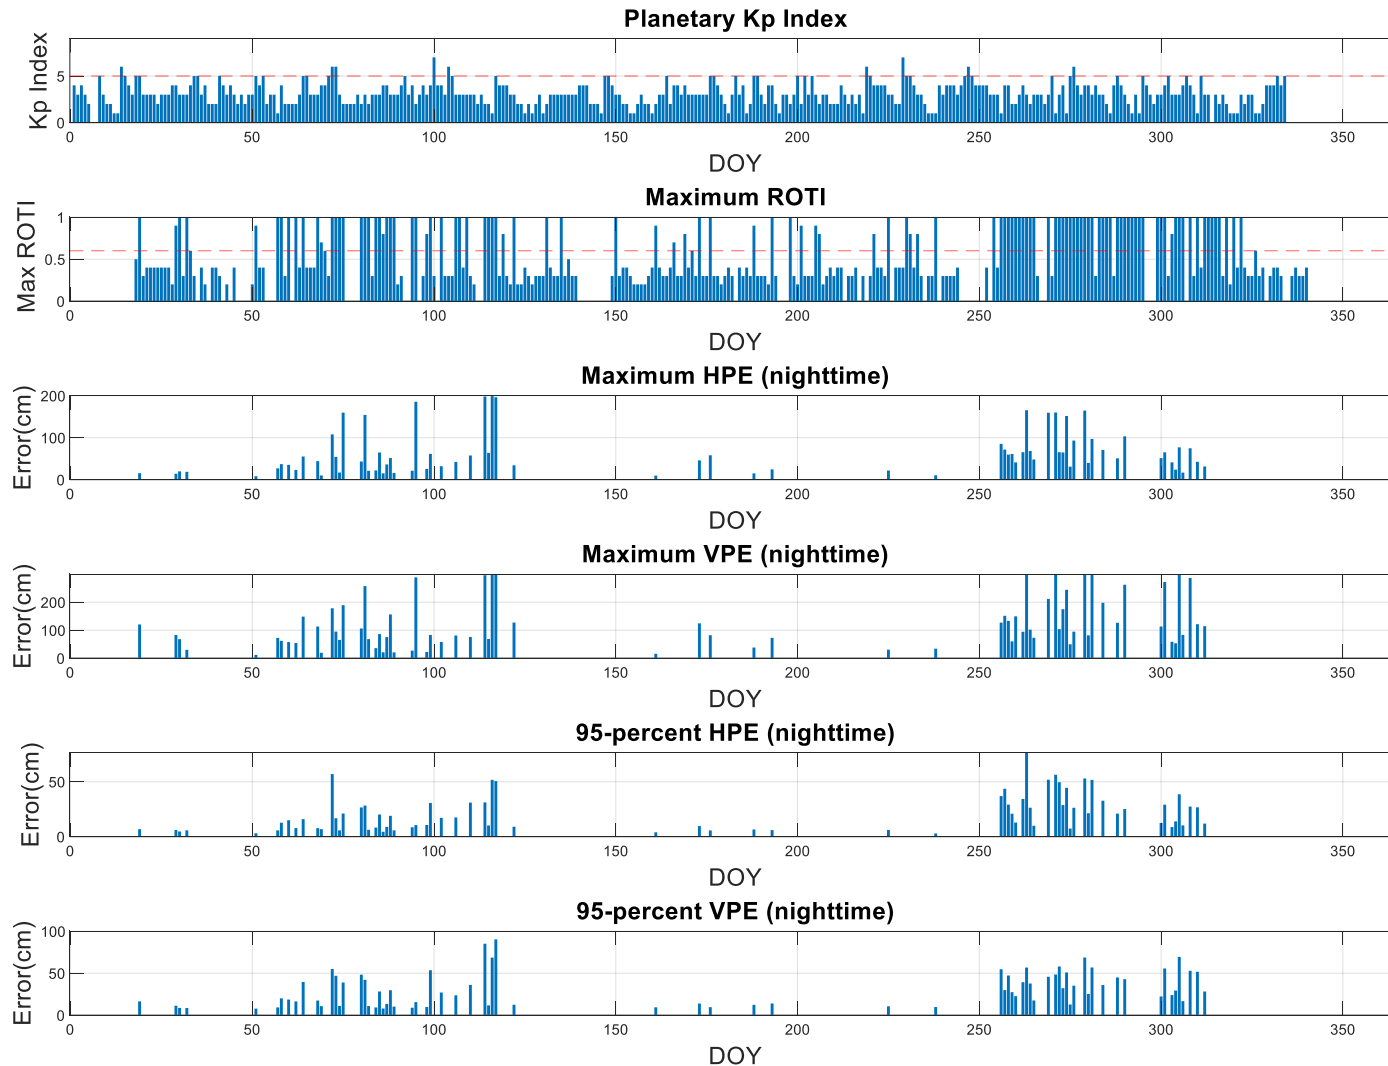 Planetary Kp Index
Kp Index
5
0
0 50 100 150 200 250 300 350
DOY
Maximum ROTI
Max ROTI
1
0.5
0
0 50 100 150 200 250 300 350
DOY
Maximum HPE (nighttime)
Error(cm)
200
100
0
0 50 100 150 200 250 300 350
DOY
Maximum VPE (nighttime)
Error(cm)
200
100
0
0 50 100 150 200 250 300 350
DOY
95-percent HPE (nighttime)
Error(cm)
50
0
0 50 100 150 200 250 300 350
DOY
95-percent VPE (nighttime)
Error(cm)
100
50
0
0 50 100 150 200 250 300 350
DOY